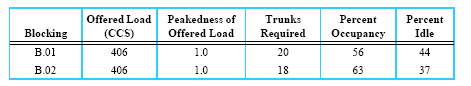 Blocking Offered Load (CCS) Peakedness of Offered Load Trunks Required Percent Occupancy Percent Idle
B.01 406 1.0 20 56 44
B.02 406 1.0 18 63 37